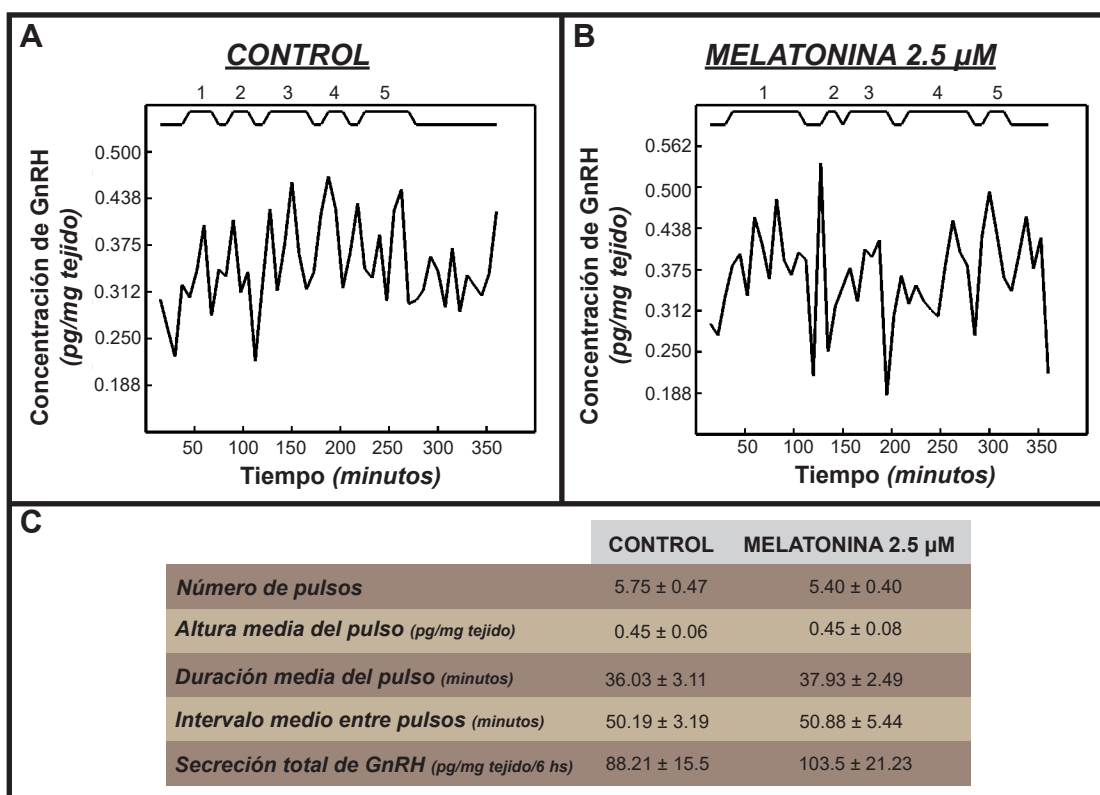 A
CONTROL
1 2 3 4 5
Concentración de GnRH
(pg/mg tejido)
0.500
0.438
0.375
0.312
0.250
0.188
50 100 150 200 250 300 350
Tiempo (minutos)
B
MELATONINA 2.5 µM
1 2 3 4 5
Concentración de GnRH
(pg/mg tejido)
0.562
0.500
0.438
0.375
0.312
0.250
0.188
50 100 150 200 250 300 350
Tiempo (minutos)
C
CONTROL MELATONINA 2.5 µM
Número de pulsos 5.75 ± 0.47 5.40 ± 0.40
Altura media del pulso (pg/mg tejido) 0.45 ± 0.06 0.45 ± 0.08
Duración media del pulso (minutos) 36.03 ± 3.11 37.93 ± 2.49
Intervalo medio entre pulsos (minutos) 50.19 ± 3.19 50.88 ± 5.44
Secreción total de GnRH (pg/mg tejido/6 hs) 88.21 ± 15.5 103.5 ± 21.23